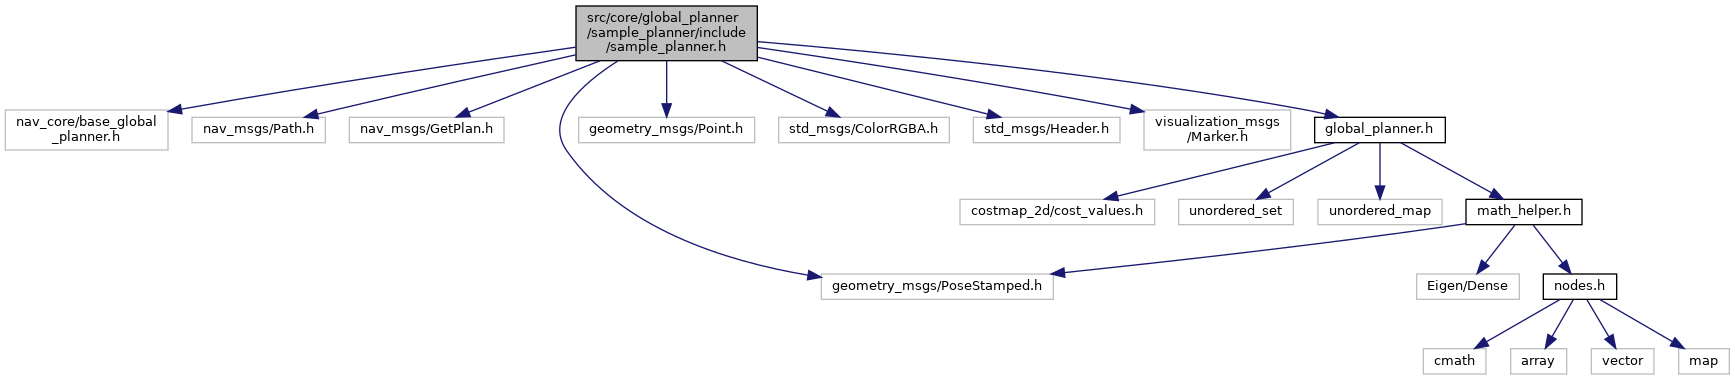 src/core/global_planner
/sample_planner/include
/sample_planner.h
nav_core/base_global
_planner.h
nav_msgs/Path.h
nav_msgs/GetPlan.h
geometry_msgs/Point.h
std_msgs/ColorRGBA.h
std_msgs/Header.h
visualization_msgs
/Marker.h
global_planner.h
costmap_2d/cost_values.h
unordered_set
unordered_map
math_helper.h
geometry_msgs/PoseStamped.h
Eigen/Dense
nodes.h
cmath
array
vector
map